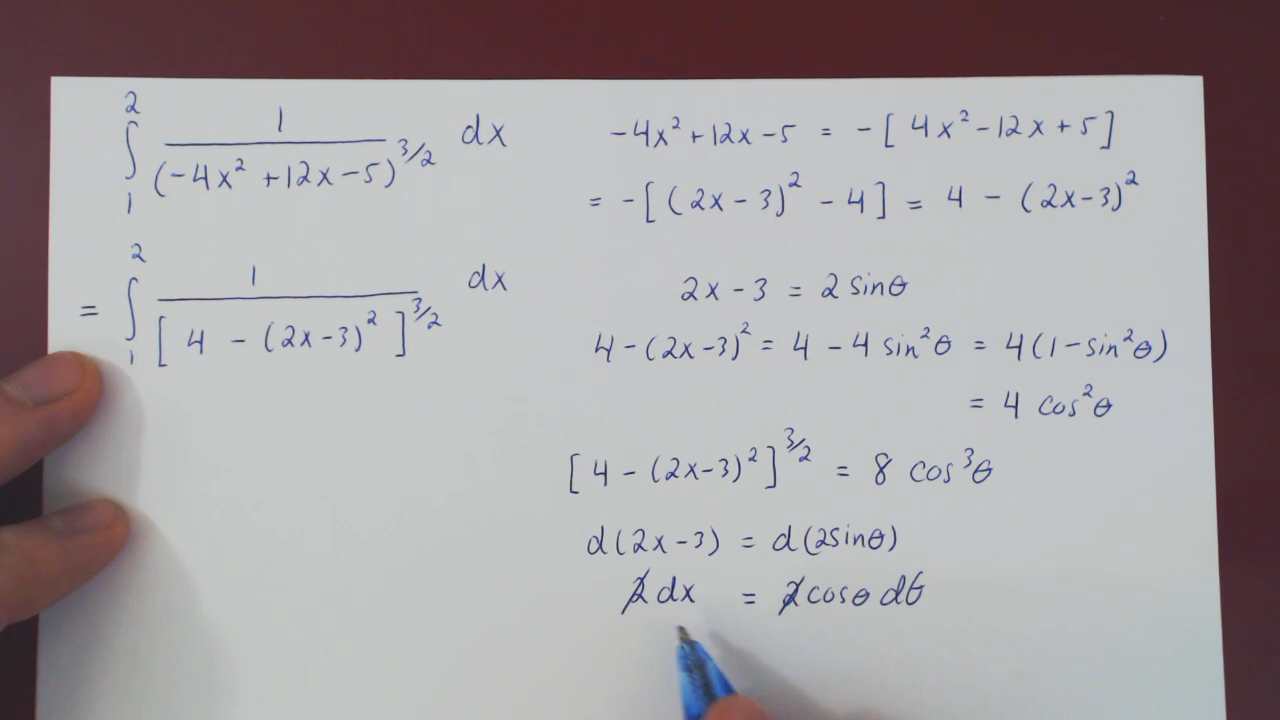 ∫₁² 1/(-4x² + 12x - 5)^(3/2) dx
= ∫₁² 1/[4 - (2x-3)²]^(3/2) dx
-4x² + 12x - 5 = -[4x² - 12x + 5]
= -[(2x - 3)² - 4] = 4 - (2x-3)²
2x - 3 = 2 sinθ
4 - (2x-3)² = 4 - 4 sin²θ = 4(1 - sin²θ)
= 4 cos²θ
[4 - (2x-3)²]^(3/2) = 8 cos³θ
d(2x-3) = d(2sinθ)
2dx = 2cosθ dθ